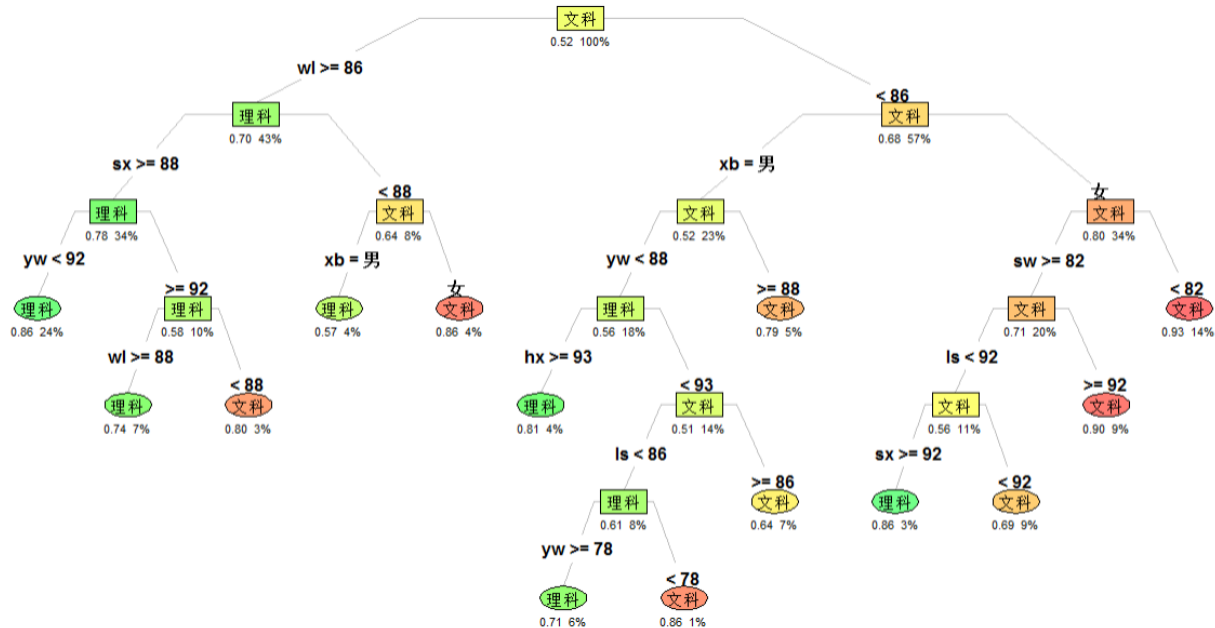 文科
0.52 100%
wl >= 86
< 86
理科
文科
0.70 43%
0.68 57%
sx >= 88
xb = 男
< 88
女
理科
文科
文科
文科
0.78 34%
0.64 8%
0.52 23%
0.80 34%
yw < 92
xb = 男
yw < 88
sw >= 82
>= 92
女
>= 88
< 82
理科
理科
理科
文科
理科
文科
文科
文科
0.86 24%
0.58 10%
0.57 4%
0.86 4%
0.56 18%
0.79 5%
0.71 20%
0.93 14%
wl >= 88
hx >= 93
ls < 92
< 88
< 93
>= 92
理科
文科
理科
文科
文科
文科
0.74 7%
0.80 3%
0.81 4%
0.51 14%
0.56 11%
0.90 9%
ls < 86
sx >= 92
>= 86
< 92
理科
文科
理科
文科
0.61 8%
0.64 7%
0.86 3%
0.69 9%
yw >= 78
< 78
理科
文科
0.71 6%
0.86 1%